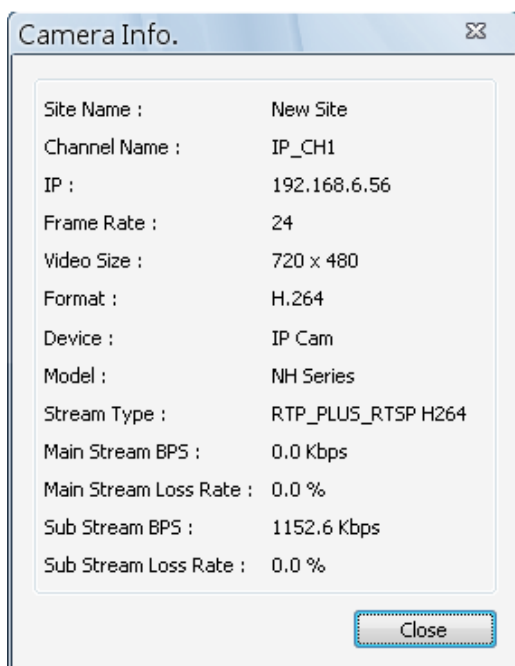 Camera Info.
Site Name : New Site
Channel Name : IP_CH1
IP : 192.168.6.56
Frame Rate : 24
Video Size : 720 x 480
Format : H.264
Device : IP Cam
Model : NH Series
Stream Type : RTP_PLUS_RTSP H264
Main Stream BPS : 0.0 Kbps
Main Stream Loss Rate : 0.0 %
Sub Stream BPS : 1152.6 Kbps
Sub Stream Loss Rate : 0.0 %
Close